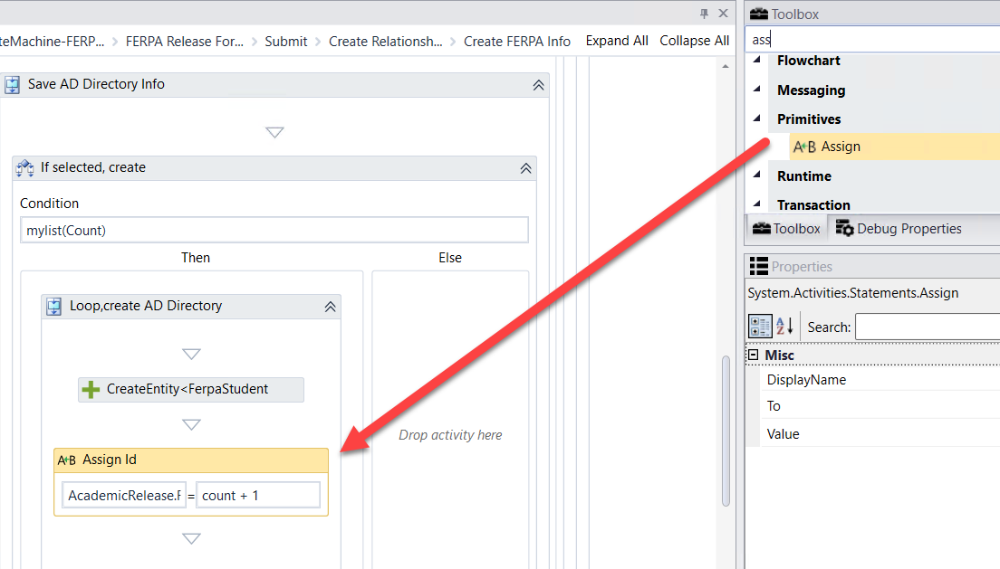 Toolbox
teMachine-FERP... > FERPA Release For... > Submit > Create Relationsh... > Create FERPA Info Expand All Collapse All
ass
Flowchart
Save AD Directory Info
Messaging
Primitives
A B Assign
If selected, create
Runtime
Condition
Transaction
mylist(Count)
Toolbox Debug Properties
Then Else
Properties
System.Activities.Statements.Assign
Loop,create AD Directory
A Z Search:
Misc
DisplayName
CreateEntity<FerpaStudent
To
Drop activity here
Value
A B Assign Id
AcademicRelease.F = count + 1